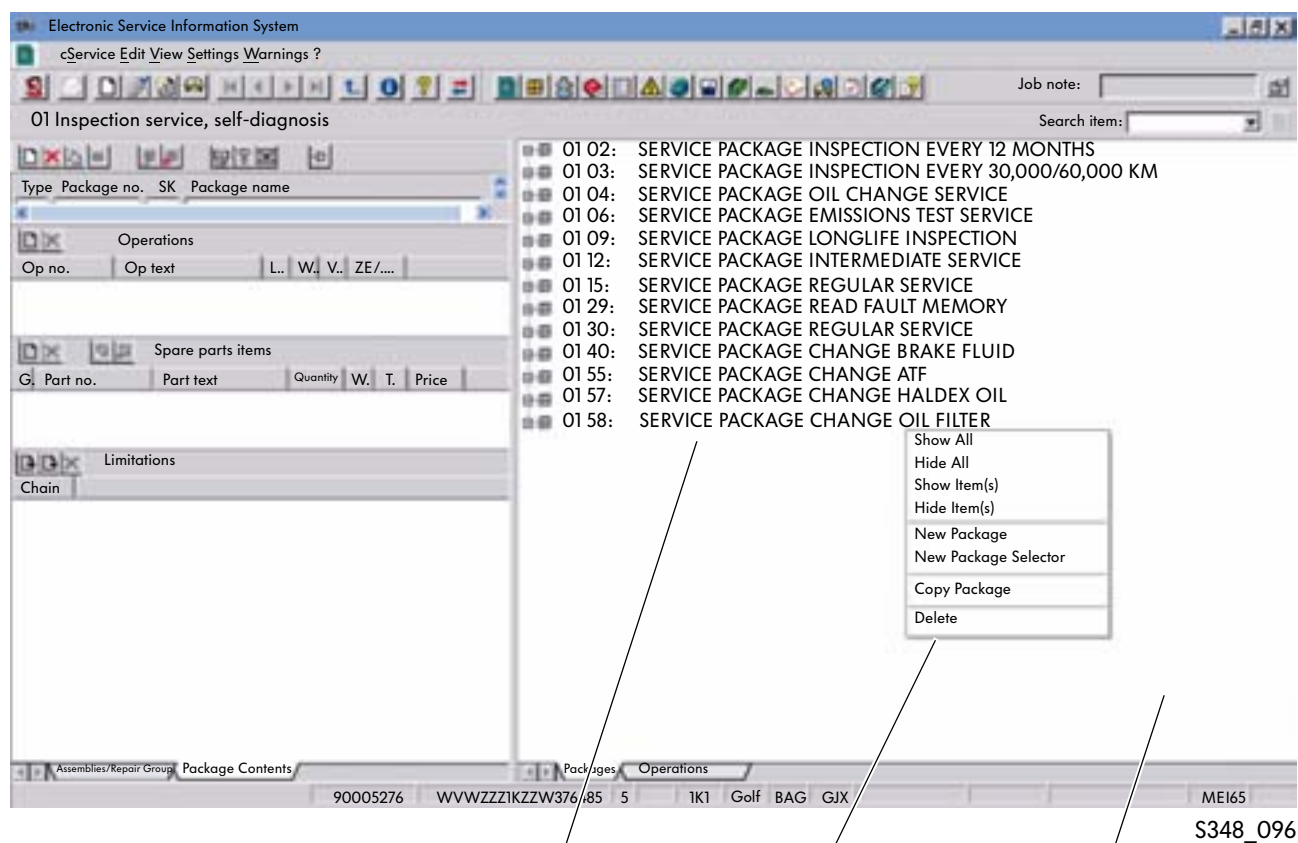 Electronic Service Information System
cService Edit View Settings Warnings ?
Job note:
01 Inspection service, self-diagnosis
Search item:
Type Package no. SK Package name
Operations
Op no. Op text L.. W.. V.. ZE/....
Spare parts items
G. Part no. Part text Quantity W. T. Price
Limitations
Chain
01 02: SERVICE PACKAGE INSPECTION EVERY 12 MONTHS
01 03: SERVICE PACKAGE INSPECTION EVERY 30,000/60,000 KM
01 04: SERVICE PACKAGE OIL CHANGE SERVICE
01 06: SERVICE PACKAGE EMISSIONS TEST SERVICE
01 09: SERVICE PACKAGE LONGLIFE INSPECTION
01 12: SERVICE PACKAGE INTERMEDIATE SERVICE
01 15: SERVICE PACKAGE REGULAR SERVICE
01 29: SERVICE PACKAGE READ FAULT MEMORY
01 30: SERVICE PACKAGE REGULAR SERVICE
01 40: SERVICE PACKAGE CHANGE BRAKE FLUID
01 55: SERVICE PACKAGE CHANGE ATF
01 57: SERVICE PACKAGE CHANGE HALDEX OIL
01 58: SERVICE PACKAGE CHANGE OIL FILTER
Show All
Hide All
Show Item(s)
Hide Item(s)
New Package
New Package Selector
Copy Package
Delete
Assemblies/Repair Group Package Contents
Packages Operations
90005276 WVWZZZ1KZZW376485 5 1K1 Golf BAG GJX MEI65
S348_096